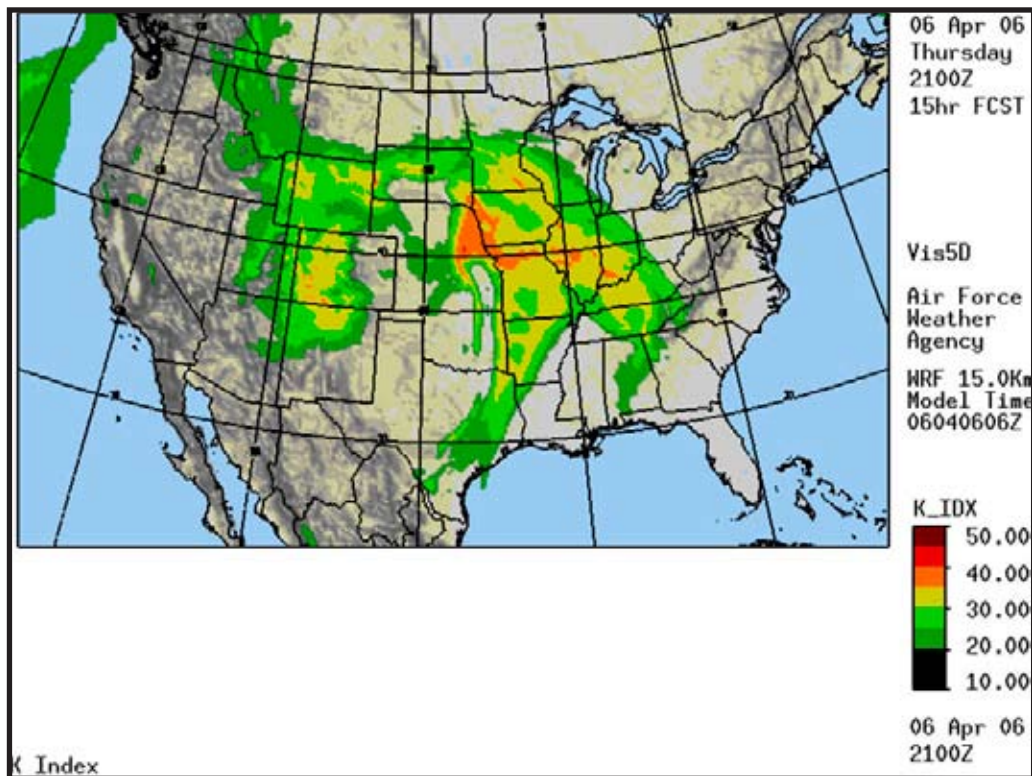 06 Apr 06
Thursday
2100Z
15hr FCST
Vis5D
Air Force
Weather
Agency
WRF 15.0Km
Model Time
06040606Z
K_IDX
50.00
40.00
30.00
20.00
10.00
06 Apr 06
2100Z
K Index